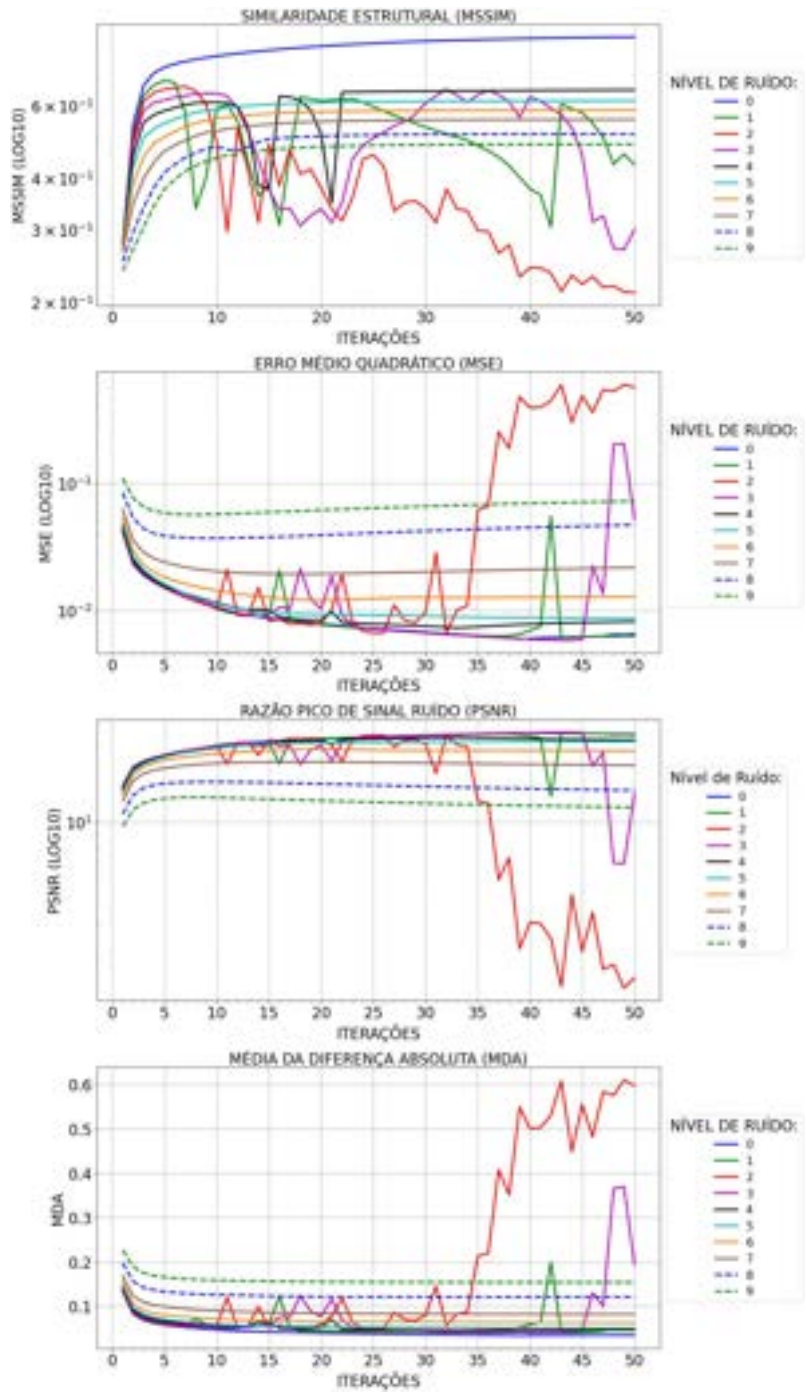 SIMILARIDADE ESTRUTURAL (MSSIM)
MSSIM (LOG10)
6 × 10⁻¹
4 × 10⁻¹
3 × 10⁻¹
2 × 10⁻¹
0 10 20 30 40 50
ITERAÇÕES
NÍVEL DE RUÍDO:
0
1
2
3
4
5
6
7
8
9
ERRO MÉDIO QUADRÁTICO (MSE)
MSE (LOG10)
10⁻¹
10⁻²
0 5 10 15 20 25 30 35 40 45 50
ITERAÇÕES
NÍVEL DE RUÍDO:
0
1
2
3
4
5
6
7
8
9
RAZÃO PICO DE SINAL RUÍDO (PSNR)
PSNR (LOG10)
10¹
0 5 10 15 20 25 30 35 40 45 50
ITERAÇÕES
Nível de Ruído:
0
1
2
3
4
5
6
7
8
9
MÉDIA DA DIFERENÇA ABSOLUTA (MDA)
MDA
0.6
0.5
0.4
0.3
0.2
0.1
0 5 10 15 20 25 30 35 40 45 50
ITERAÇÕES
NÍVEL DE RUÍDO:
0
1
2
3
4
5
6
7
8
9